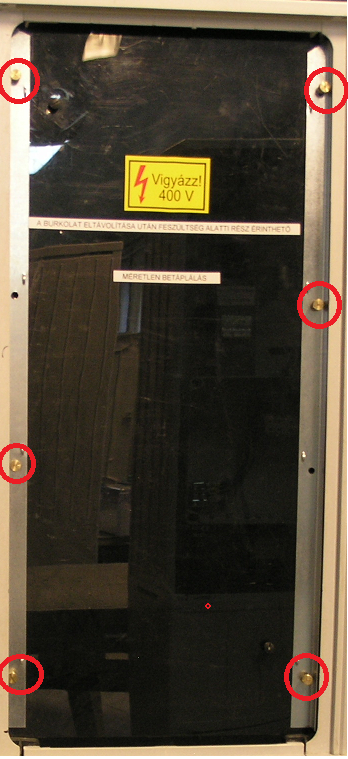 Vigyázz!
400 V
A BURKOLAT ELTÁVOLÍTÁSA UTÁN FESZÜLTSÉG ALATTI RÉSZ ÉRINTHETŐ
MÉRETLEN BETÁPLÁLÁS